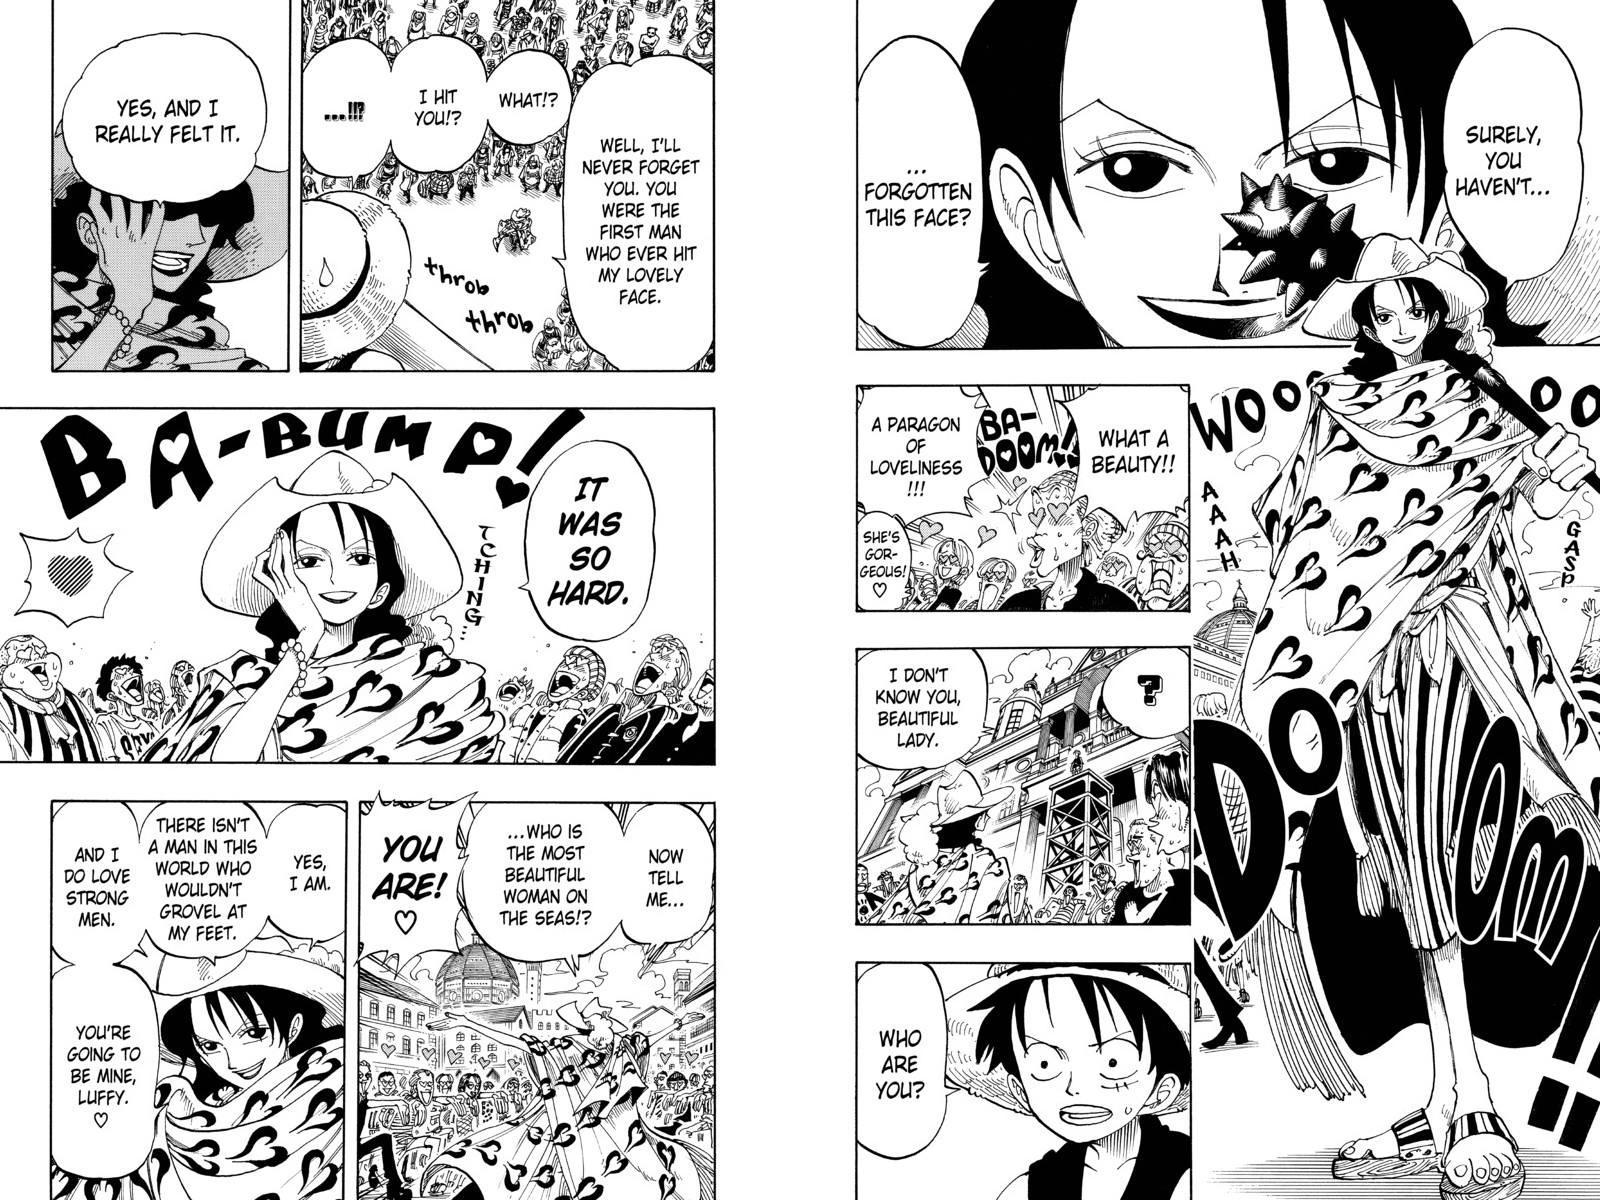 SURELY,
YOU
HAVEN'T...
...
FORGOTTEN
THIS FACE?
WOOO
OO
AAAAH
GASP
DOOM!!
WHAT A
BEAUTY!!
BA-
DOOM!!
A PARAGON
OF
LOVELINESS
!!!
SHE'S
GOR-
GEOUS!
♡
?
I DON'T
KNOW YOU,
BEAUTIFUL
LADY.
WHO
ARE
YOU?
WELL, I'LL
NEVER FORGET
YOU. YOU
WERE THE
FIRST MAN
WHO EVER HIT
MY LOVELY
FACE.
WHAT!?
I HIT
YOU!?
...!!?
throb
throb
YES, AND I
REALLY FELT IT.
BA-BUMP!
IT
WAS
SO
HARD.
TCHING...
NOW
TELL
ME...
...WHO IS
THE MOST
BEAUTIFUL
WOMAN ON
THE SEAS!?
YOU
ARE!
♡
YES,
I AM.
THERE ISN'T
A MAN IN THIS
WORLD WHO
WOULDN'T
GROVEL AT
MY FEET.
AND I
DO LOVE
STRONG
MEN.
YOU'RE
GOING TO
BE MINE,
LUFFY.
♡